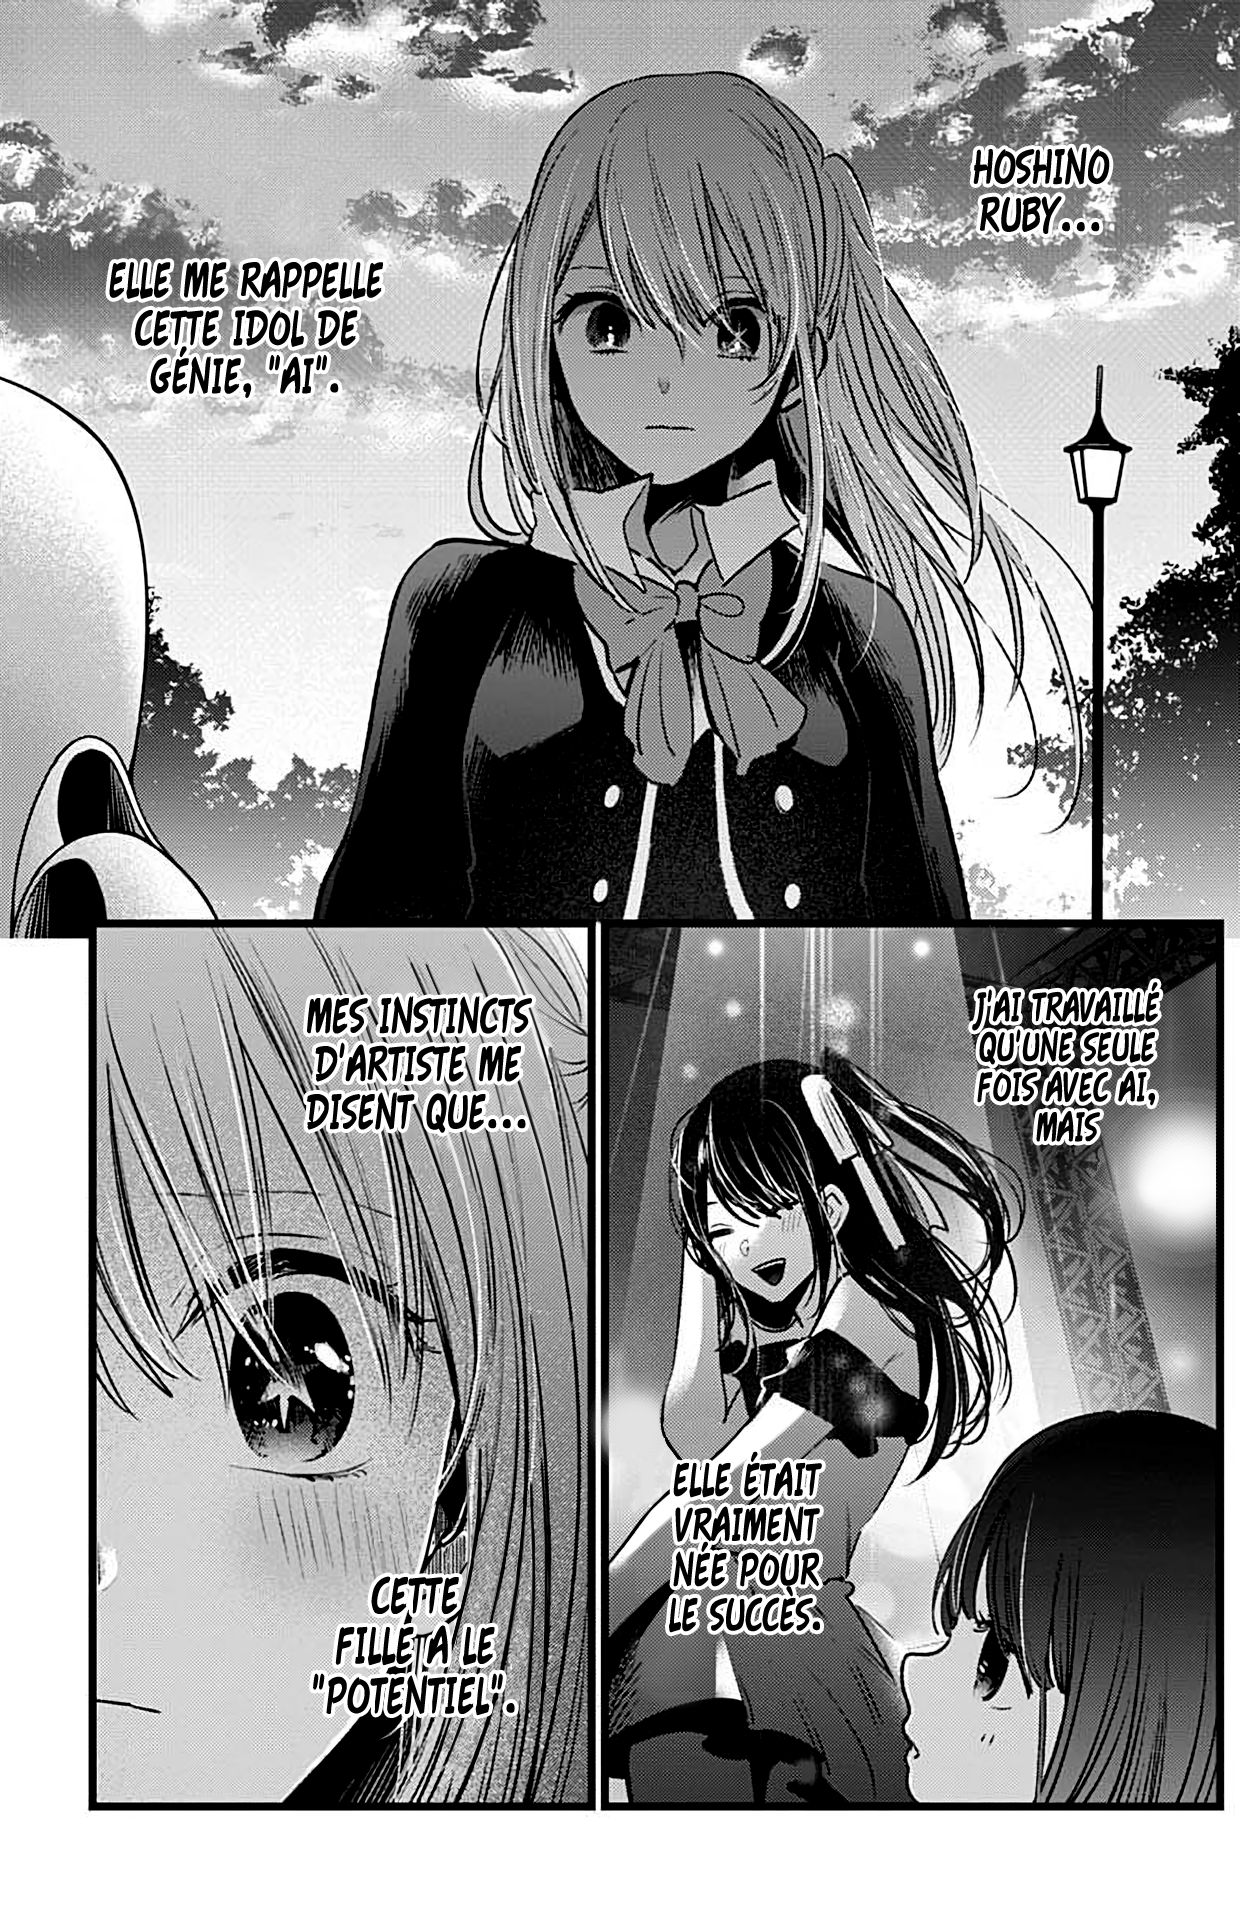 HOSHINO
RUBY...
ELLE ME RAPPELLE
CETTE IDOL DE
GÉNIE, "AI".
J'AI TRAVAILLÉ
QU'UNE SEULE
FOIS AVEC AI,
MAIS
ELLE ÉTAIT
VRAIMENT
NÉE POUR
LE SUCCÈS.
MES INSTINCTS
D'ARTISTE ME
DISENT QUE...
CETTE
FILLE A LE
"POTENTIEL".